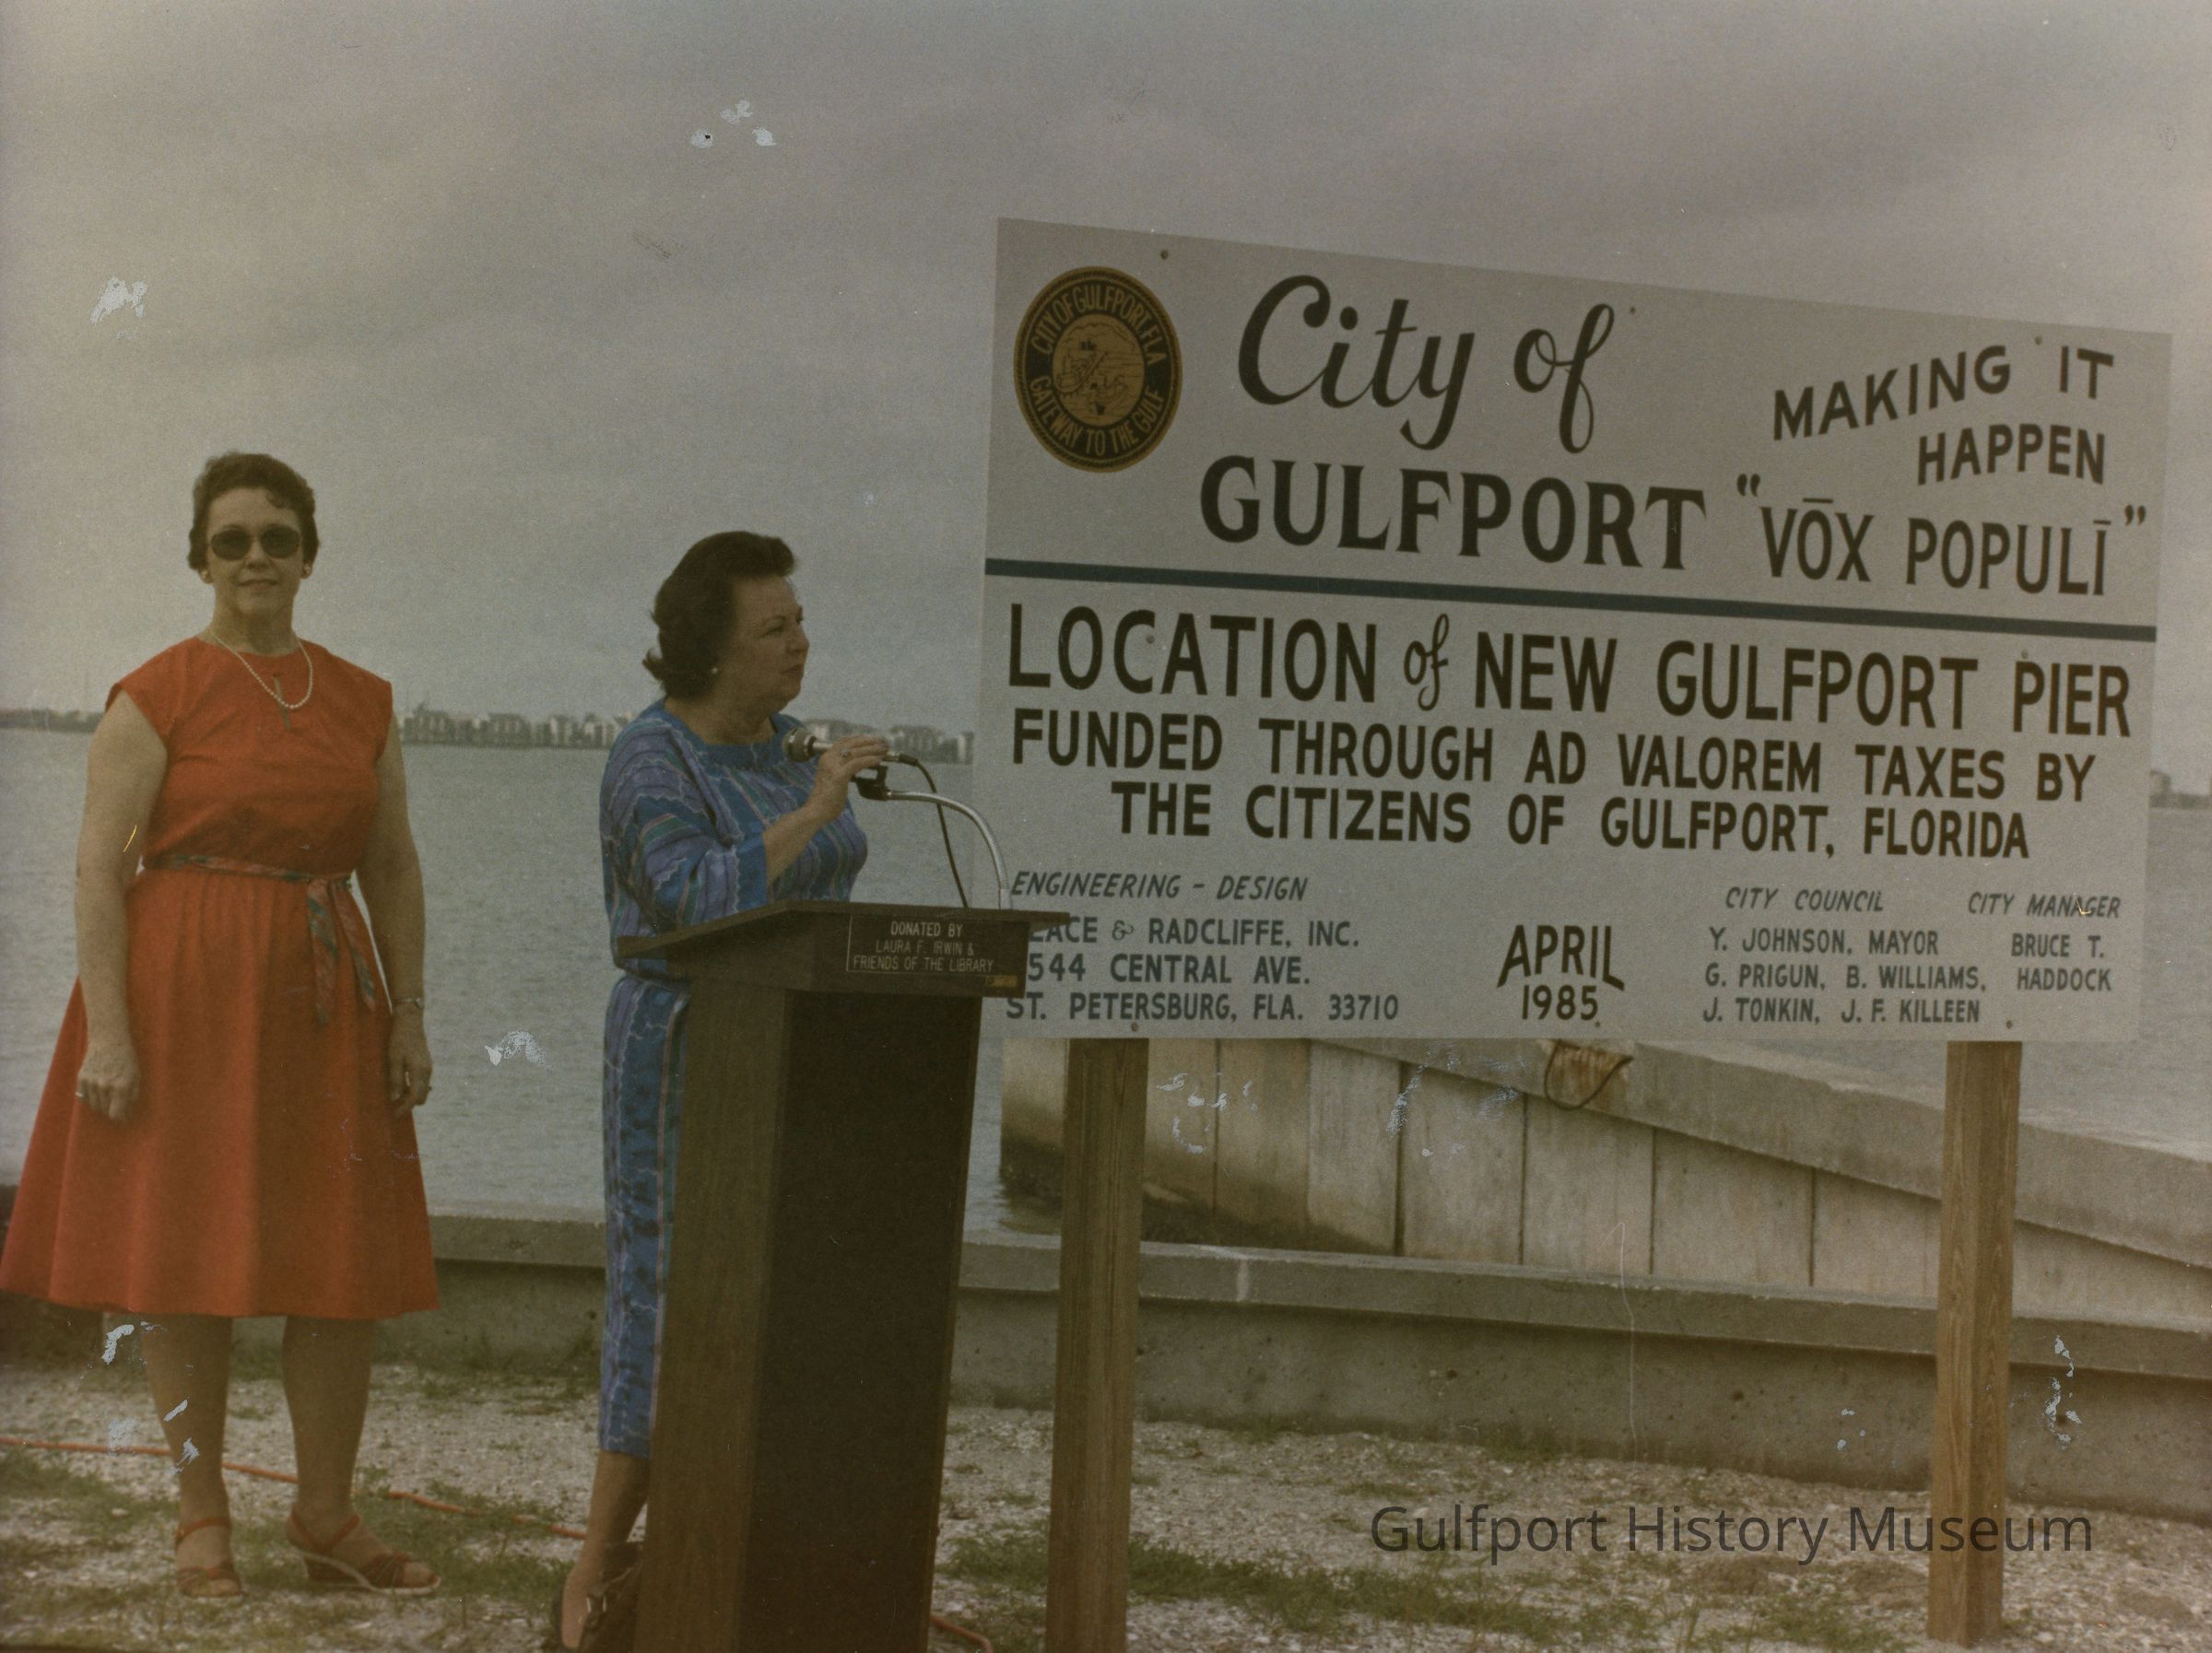 CITY OF GULFPORT, FLA
GATEWAY TO THE GULF
City of
GULFPORT
MAKING IT
HAPPEN
"VŌX POPULĪ"
LOCATION of NEW GULFPORT PIER
FUNDED THROUGH AD VALOREM TAXES BY
THE CITIZENS OF GULFPORT, FLORIDA
ENGINEERING - DESIGN
& RADCLIFFE, INC.
544 CENTRAL AVE.
ST. PETERSBURG, FLA. 33710
APRIL
1985
CITY COUNCIL
Y. JOHNSON, MAYOR
G. PRIGUN, B. WILLIAMS,
J. TONKIN, J. F. KILLEEN
CITY MANAGER
BRUCE T.
HADDOCK
DONATED BY
LAURA F. IRWIN &
FRIENDS OF THE LIBRARY
Gulfport History Museum